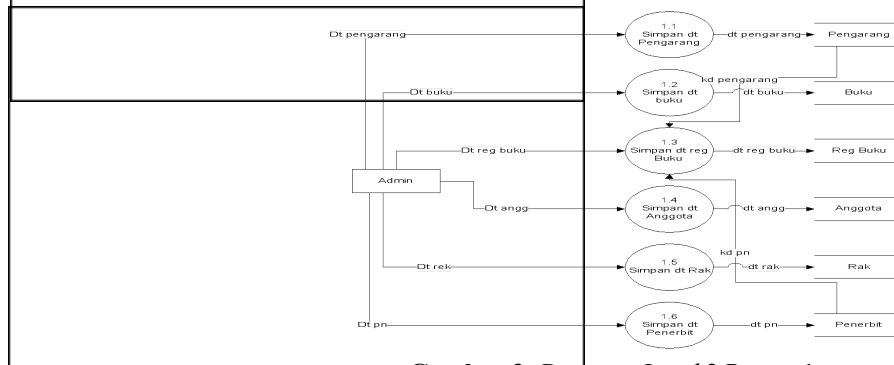 Dt pengarang
1.1
Simpan dt
Pengarang
dt pengarang
Pengarang
kd pengarang
Dt buku
1.2
Simpan dt
buku
dt buku
Buku
Dt reg buku
1.3
Simpan dt reg
Buku
dt reg buku
Reg Buku
Admin
Dt angg
1.4
Simpan dt
Anggota
dt angg
Anggota
kd pn
Dt rek
1.5
Simpan dt Rak
dt rak
Rak
Dt pn
1.6
Simpan dt
Penerbit
dt pn
Penerbit